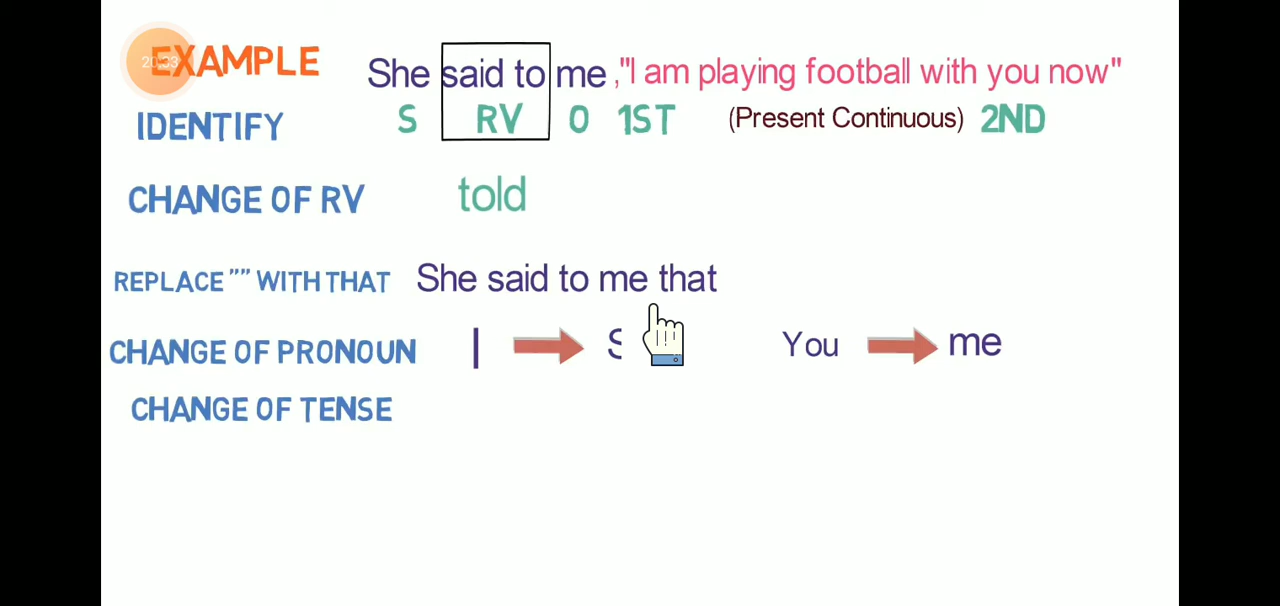 EXAMPLE She said to me ,"I am playing football with you now"
IDENTIFY S RV O 1ST (Present Continuous) 2ND
CHANGE OF RV told
REPLACE "" WITH THAT She said to me that
CHANGE OF PRONOUN I S You me
CHANGE OF TENSE